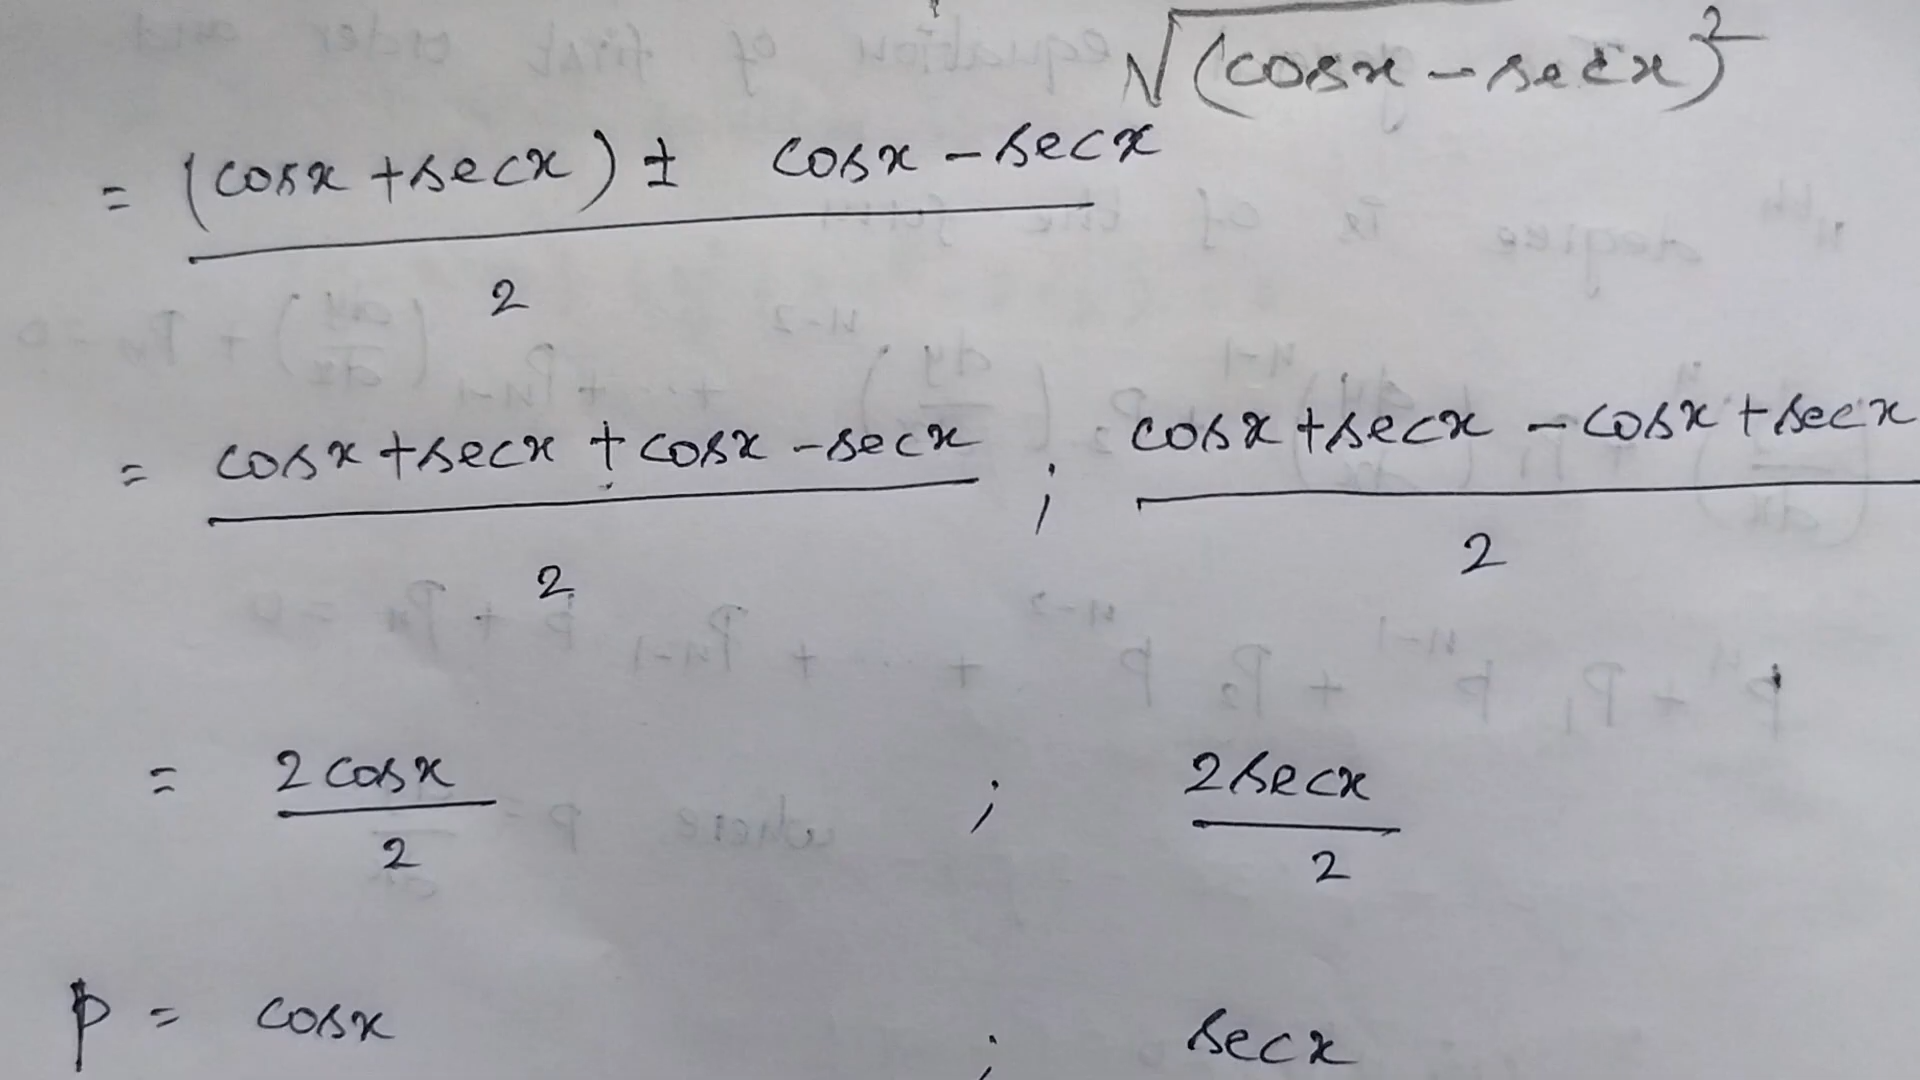 √(cosx - secx)²
= (cosx + secx) ± cosx - secx
2
= cosx + secx + cosx - secx ; cosx + secx - cosx + secx
2 2
= 2cosx ; 2secx
2 2
p = cosx ; secx